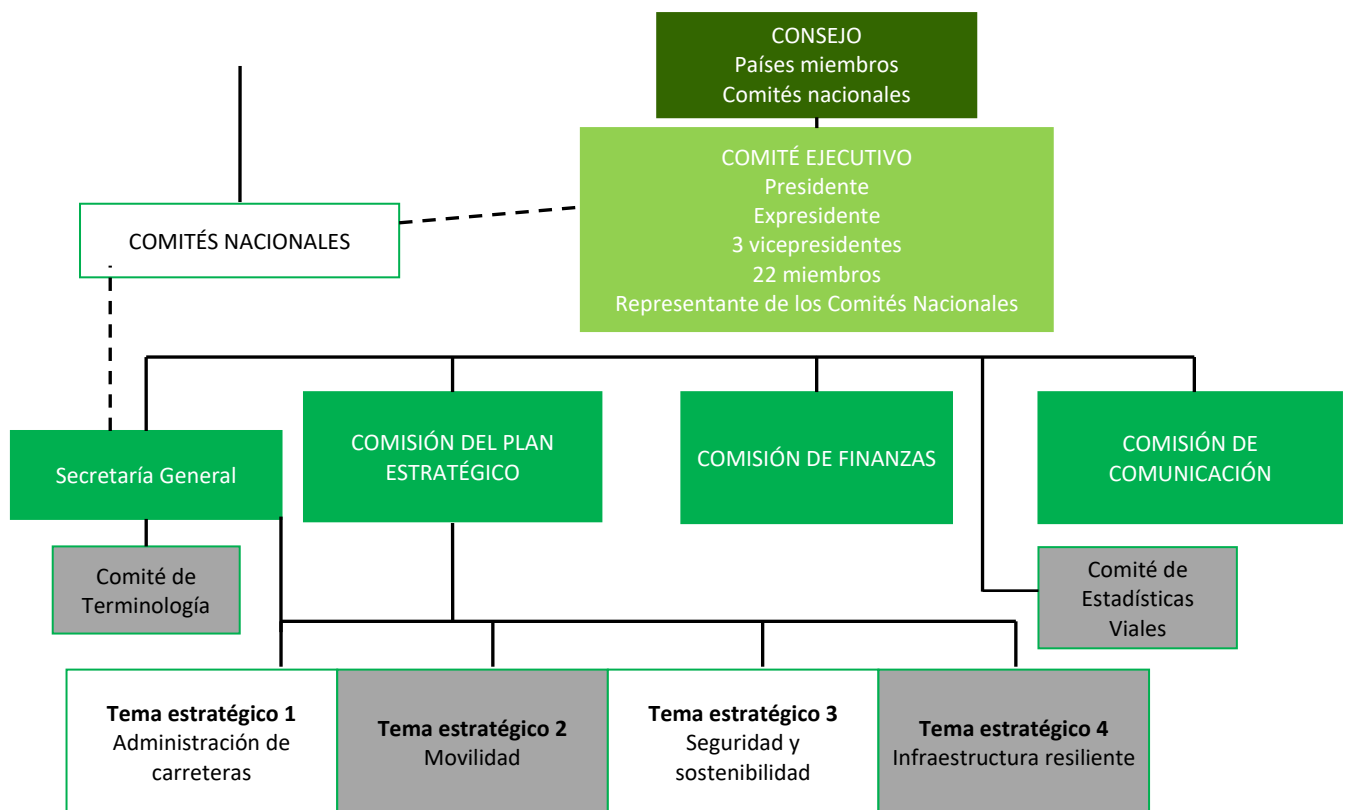 CONSEJO
Países miembros
Comités nacionales
COMITÉ EJECUTIVO
Presidente
Expresidente
3 vicepresidentes
22 miembros
Representante de los Comités Nacionales
COMITÉS NACIONALES
Secretaría General
COMISIÓN DEL PLAN
ESTRATÉGICO
COMISIÓN DE FINANZAS
COMISIÓN DE
COMUNICACIÓN
Comité de
Terminología
Comité de
Estadísticas
Viales
Tema estratégico 1
Administración de
carreteras
Tema estratégico 2
Movilidad
Tema estratégico 3
Seguridad y
sostenibilidad
Tema estratégico 4
Infraestructura resiliente